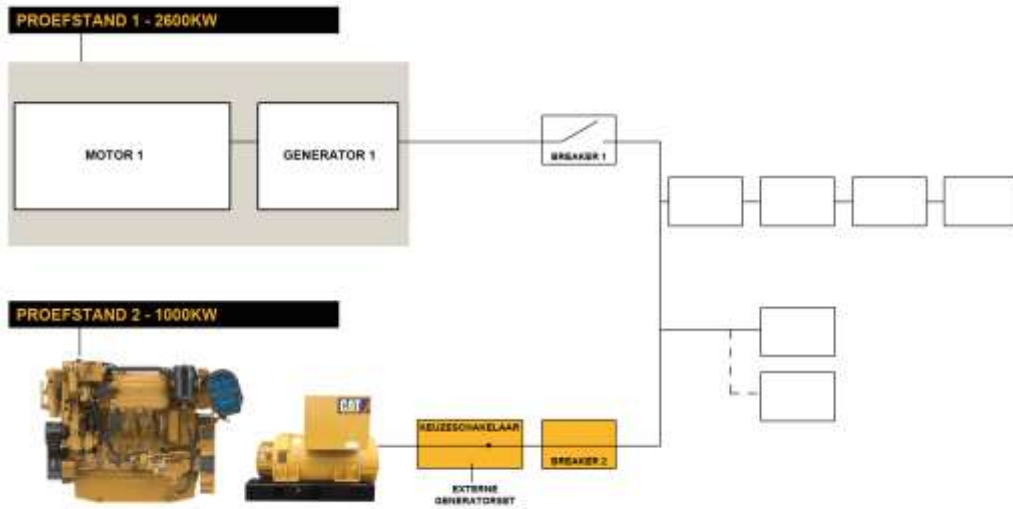 PROEFSTAND 1 - 2600KW
MOTOR 1
GENERATOR 1
BREAKER 1
PROEFSTAND 2 - 1000KW
CAT
KEUZESCHAKELAAR
BREAKER 2
EXTERNE
GENERATORSET